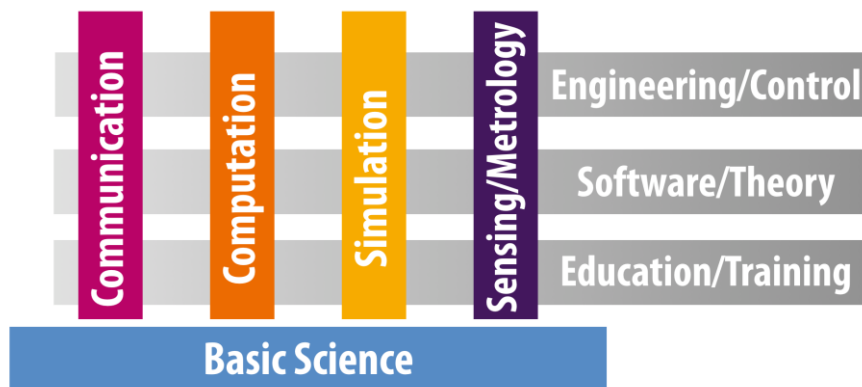 Communication
Computation
Simulation
Sensing/Metrology
Engineering/Control
Software/Theory
Education/Training
Basic Science